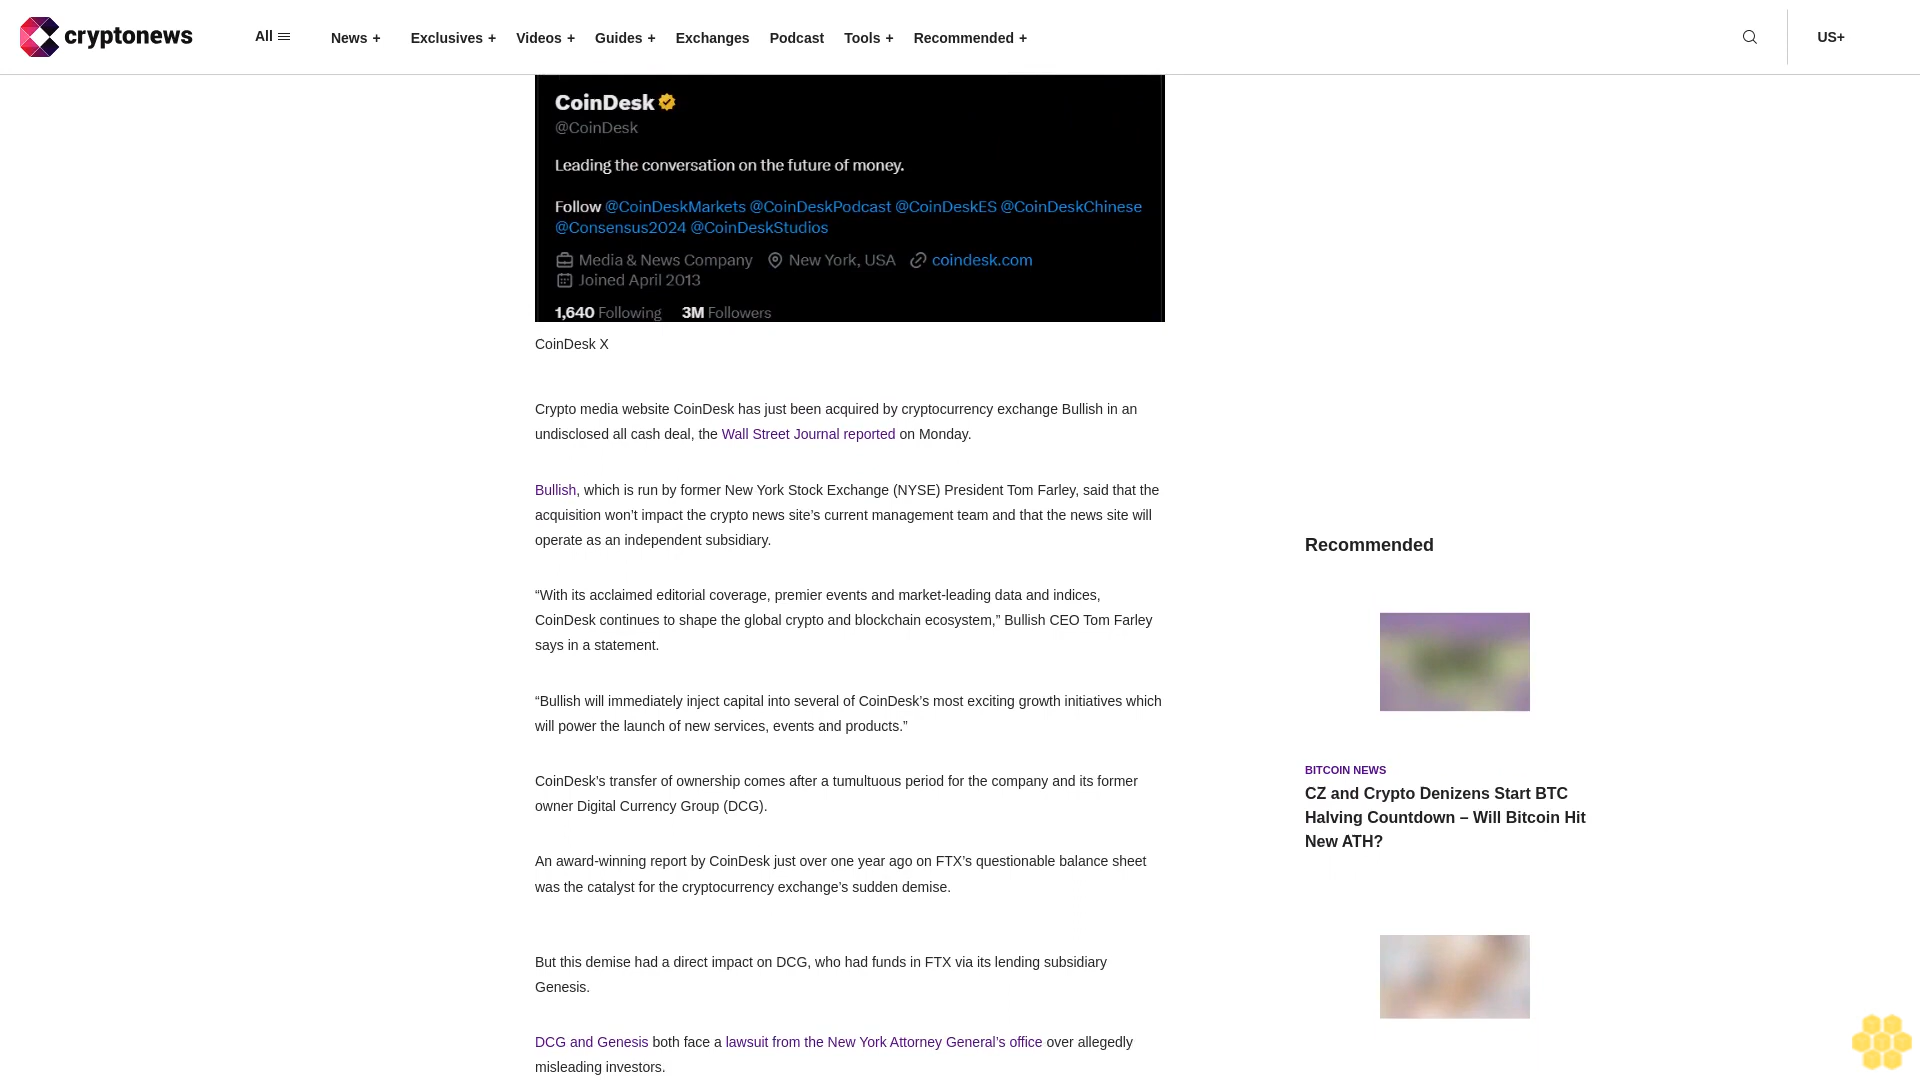 cryptonews
All
News +
Exclusives +
Videos +
Guides +
Exchanges
Podcast
Tools +
Recommended +
US+
CoinDesk
@CoinDesk
Leading the conversation on the future of money.
Follow @CoinDeskMarkets @CoinDeskPodcast @CoinDeskES @CoinDeskChinese
@Consensus2024 @CoinDeskStudios
Media & News Company New York, USA coindesk.com
Joined April 2013
1,640 Following 3M Followers
CoinDesk X
Crypto media website CoinDesk has just been acquired by cryptocurrency exchange Bullish in an
undisclosed all cash deal, the Wall Street Journal reported on Monday.
Bullish, which is run by former New York Stock Exchange (NYSE) President Tom Farley, said that the
acquisition won’t impact the crypto news site’s current management team and that the news site will
operate as an independent subsidiary.
“With its acclaimed editorial coverage, premier events and market-leading data and indices,
CoinDesk continues to shape the global crypto and blockchain ecosystem,” Bullish CEO Tom Farley
says in a statement.
“Bullish will immediately inject capital into several of CoinDesk’s most exciting growth initiatives which
will power the launch of new services, events and products.”
CoinDesk’s transfer of ownership comes after a tumultuous period for the company and its former
owner Digital Currency Group (DCG).
An award-winning report by CoinDesk just over one year ago on FTX’s questionable balance sheet
was the catalyst for the cryptocurrency exchange’s sudden demise.
But this demise had a direct impact on DCG, who had funds in FTX via its lending subsidiary
Genesis.
DCG and Genesis both face a lawsuit from the New York Attorney General’s office over allegedly
misleading investors.
Recommended
BITCOIN NEWS
CZ and Crypto Denizens Start BTC
Halving Countdown – Will Bitcoin Hit
New ATH?